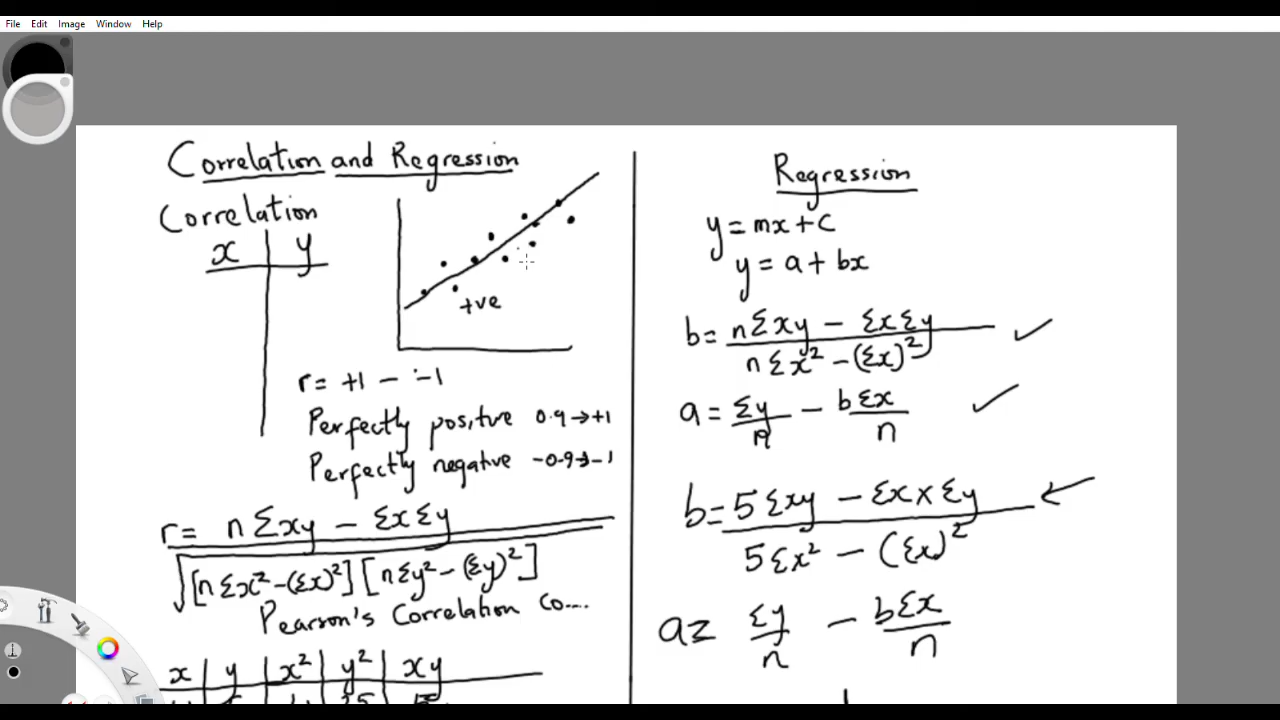 File Edit Image Window Help
Correlation and Regression
Correlation
x y
+ve
r = +1 - -1
Perfectly positive 0.9→+1
Perfectly negative -0.9→-1
r = nΣxy - ΣxΣy
√[nΣx² - (Σx)²][nΣy² - (Σy)²]
Pearson's Correlation Co....
x y x² y² xy
Regression
y = mx + c
y = a + bx
b = nΣxy - ΣxΣy
nΣx² - (Σx)²
a = Σy/n - bΣx/n
b = 5Σxy - Σx×Σy
5Σx² - (Σx)²
a = Σy/n - bΣx/n